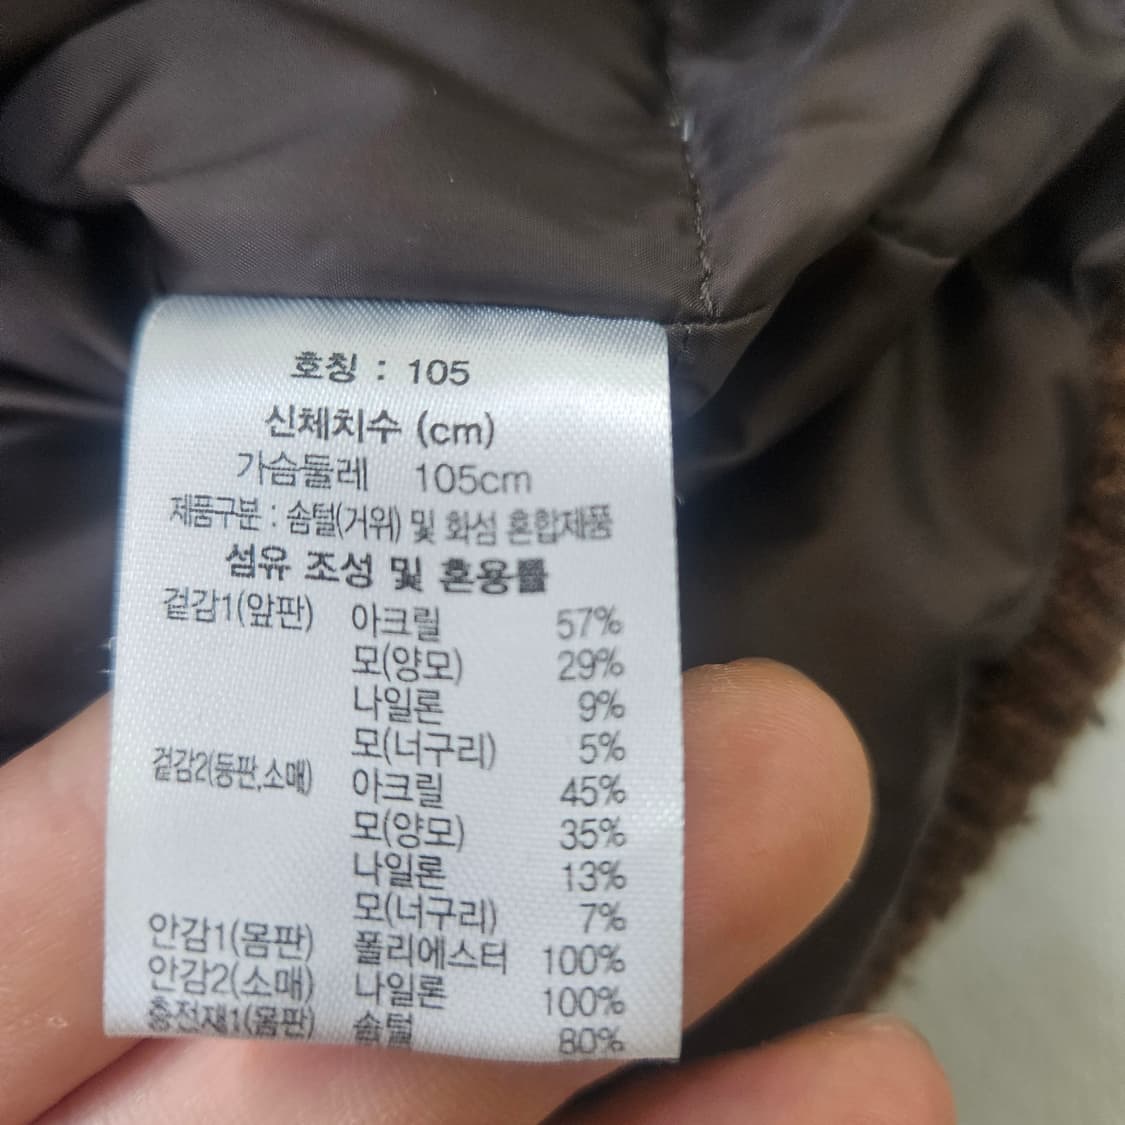 호칭 : 105
신체치수 (cm)
가슴둘레 105cm
제품구분 : 솜털(거위) 및 화섬 혼합제품
섬유 조성 및 혼용률
겉감1(앞판) 아크릴 57%
모(양모) 29%
나일론 9%
모(너구리) 5%
겉감2(등판,소매) 아크릴 45%
모(양모) 35%
나일론 13%
모(너구리) 7%
안감1(몸판) 폴리에스터 100%
안감2(소매) 나일론 100%
충전재1(몸판) 솜털 80%